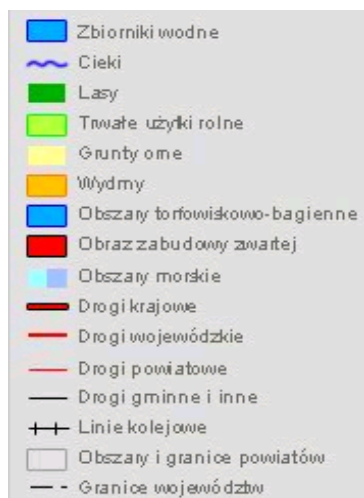 Zbiorniki wodne
Cieki
Lasy
Trwałe użytki rolne
Grunty orne
Wydmy
Obszary torfowiskowo-bagienne
Obraz zabudowy zwartej
Obszary morskie
Drogi krajowe
Drogi wojewódzkie
Drogi powiatowe
Drogi gminne i inne
Linie kolejowe
Obszary i granice powiatów
Granice województw